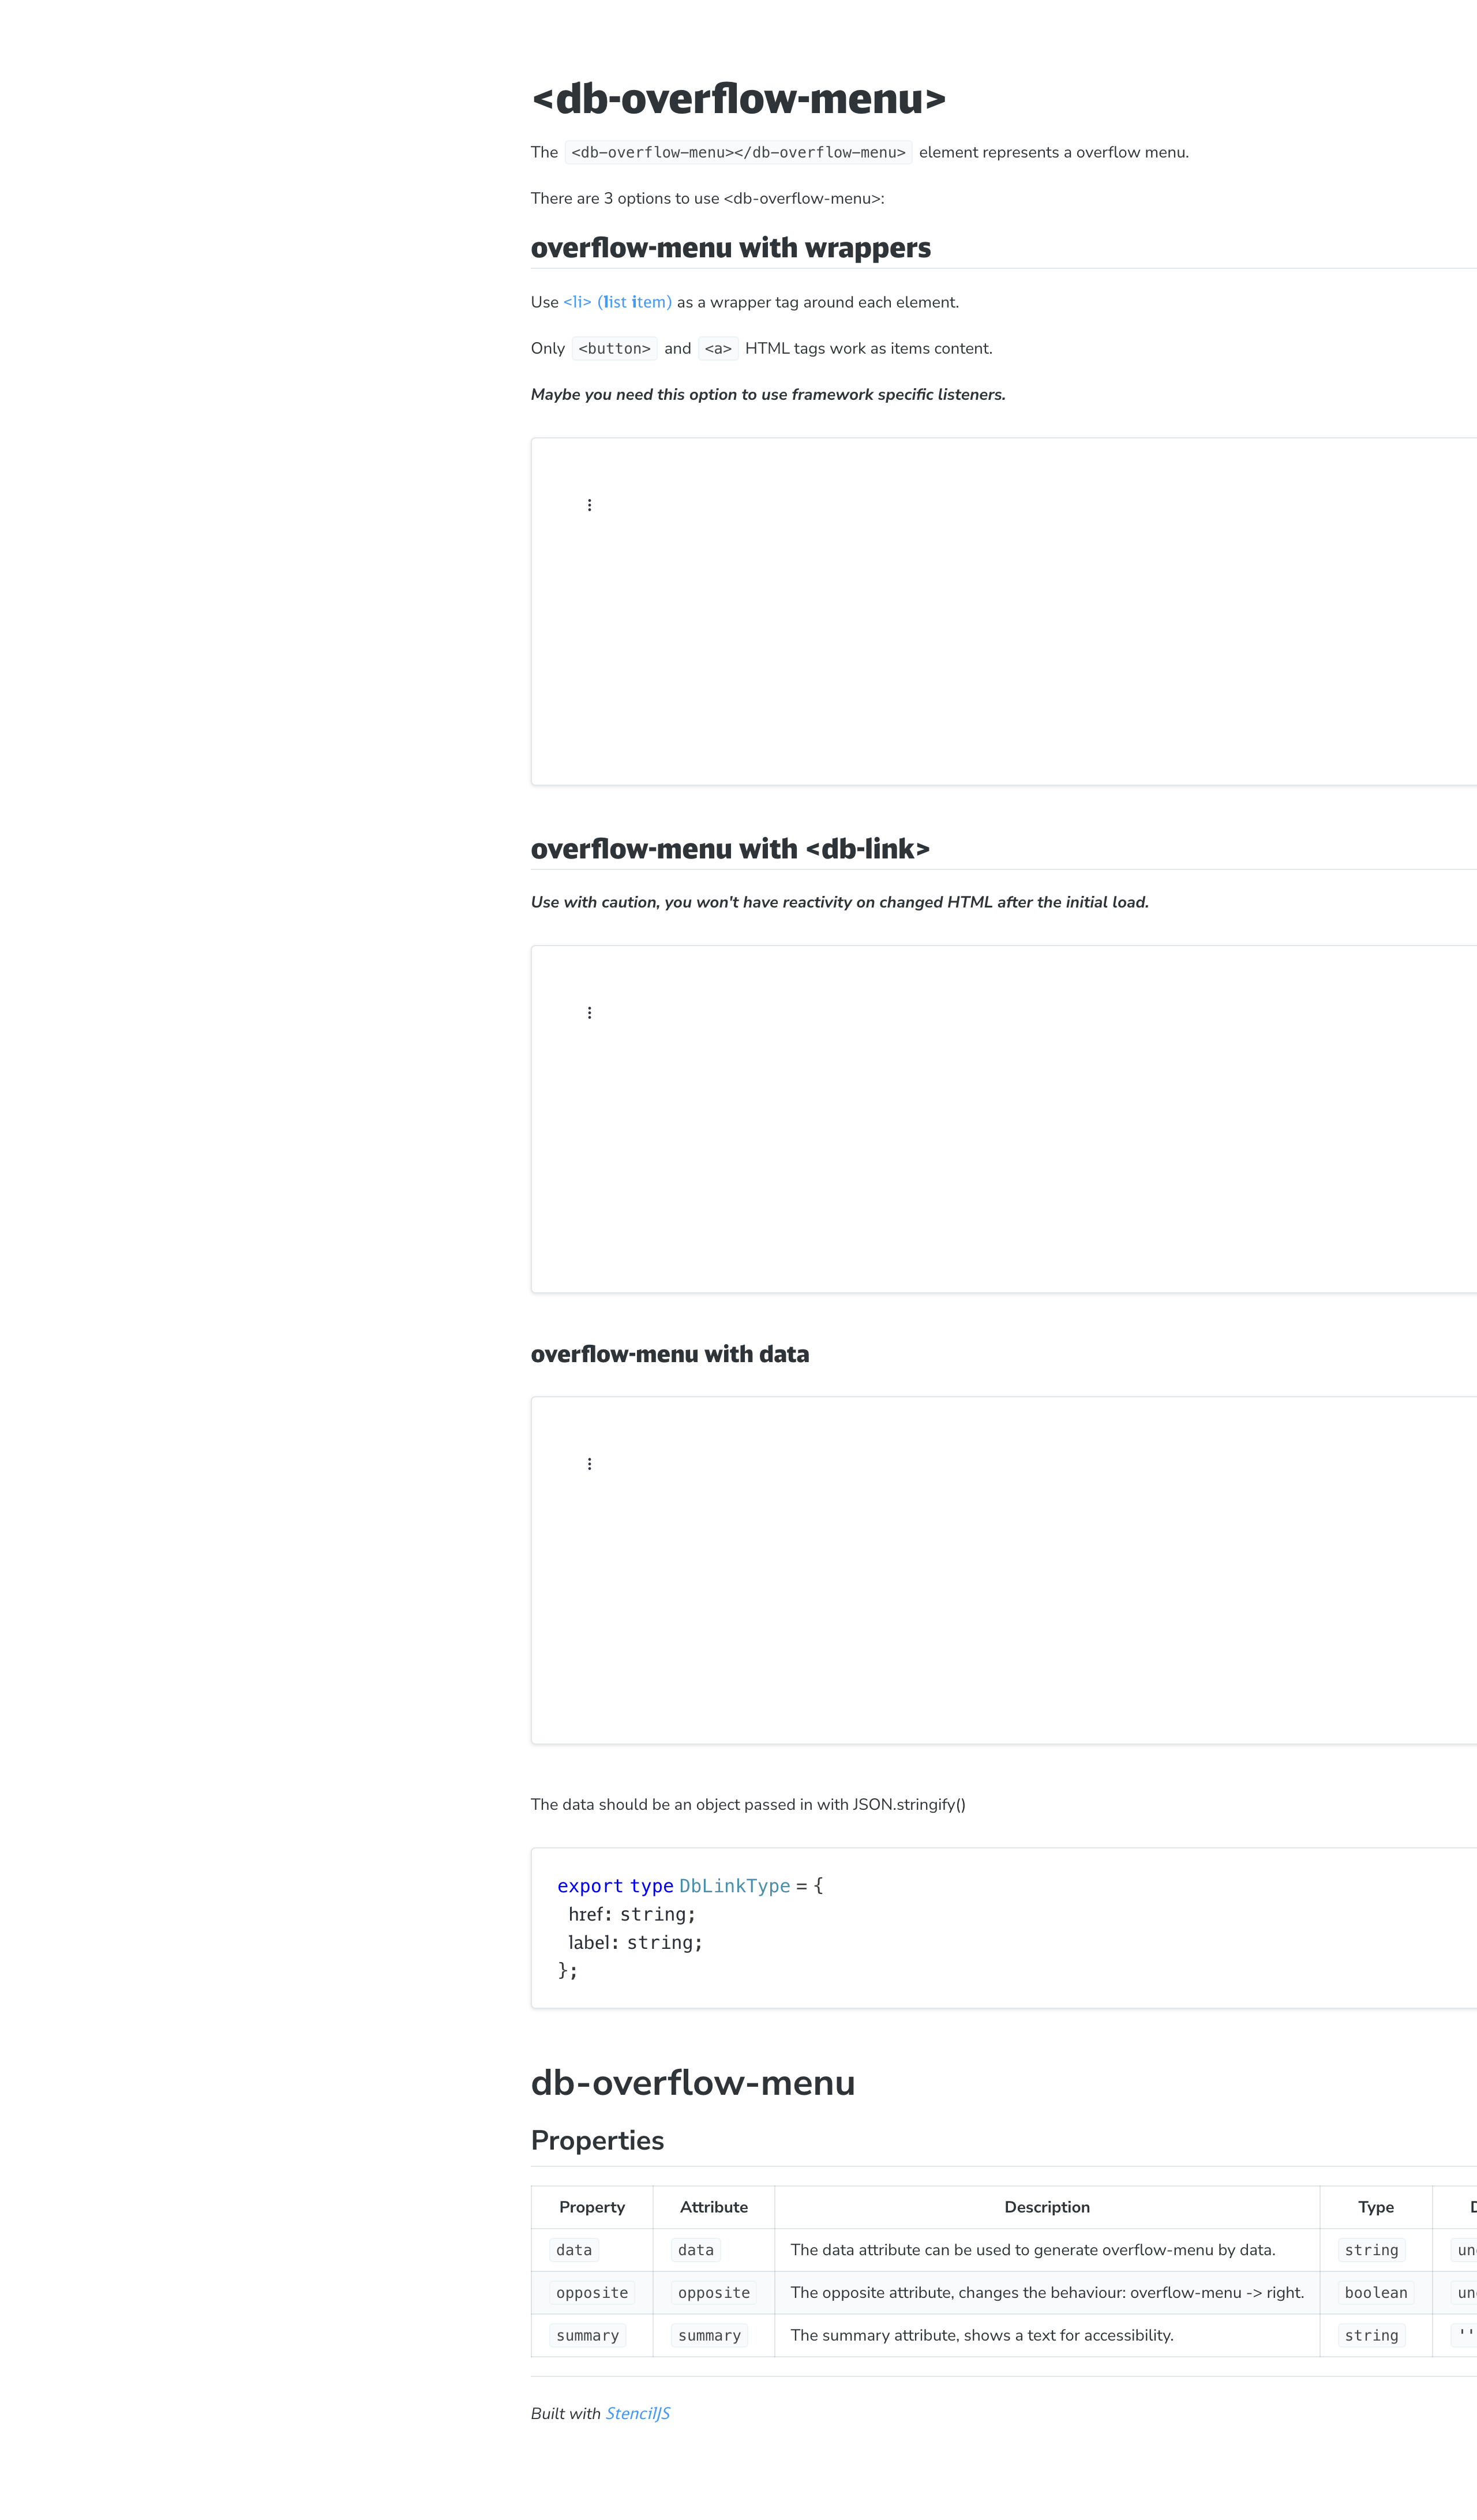 <db-overflow-menu>
The <db-overflow-menu></db-overflow-menu> element represents a overflow menu.
There are 3 options to use <db-overflow-menu>:
overflow-menu with wrappers
Use <li> (list item) as a wrapper tag around each element.
Only <button> and <a> HTML tags work as items content.
Maybe you need this option to use framework specific listeners.
overflow-menu with <db-link>
Use with caution, you won't have reactivity on changed HTML after the initial load.
overflow-menu with data
The data should be an object passed in with JSON.stringify()
export type DbLinkType = {
href: string;
label: string;
};
db-overflow-menu
Properties
Property Attribute Description Type
data data The data attribute can be used to generate overflow-menu by data. string
opposite opposite The opposite attribute, changes the behaviour: overflow-menu -> right. boolean
summary summary The summary attribute, shows a text for accessibility. string ''
Built with StencilJS